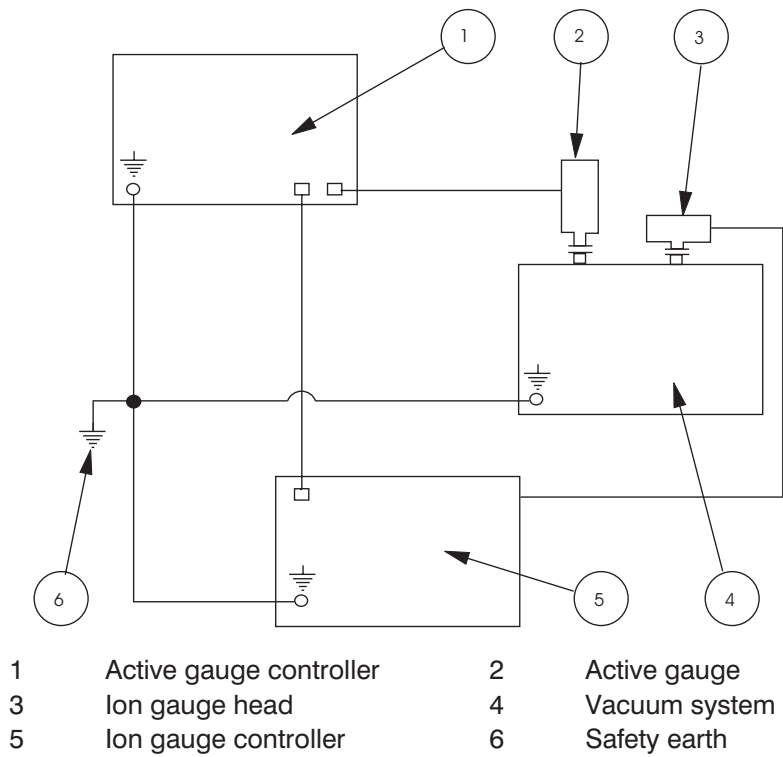 1 2 3
6 5 4
1 Active gauge controller 2 Active gauge
3 Ion gauge head 4 Vacuum system
5 Ion gauge controller 6 Safety earth